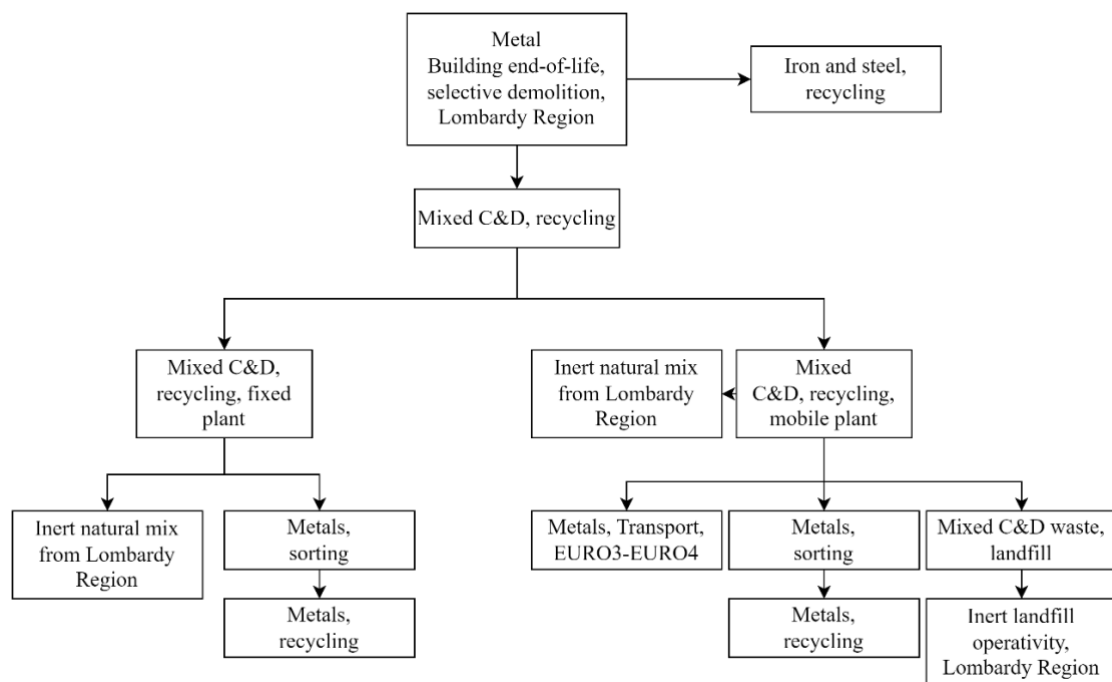 Metal
Building end-of-life,
selective demolition,
Lombardy Region
Iron and steel,
recycling
Mixed C&D, recycling
Mixed C&D,
recycling, fixed
plant
Inert natural mix
from Lombardy
Region
Mixed
C&D, recycling,
mobile plant
Inert natural mix
from Lombardy
Region
Metals,
sorting
Metals, Transport,
EURO3-EURO4
Metals,
sorting
Mixed C&D waste,
landfill
Metals,
recycling
Metals,
recycling
Inert landfill
operativity,
Lombardy Region